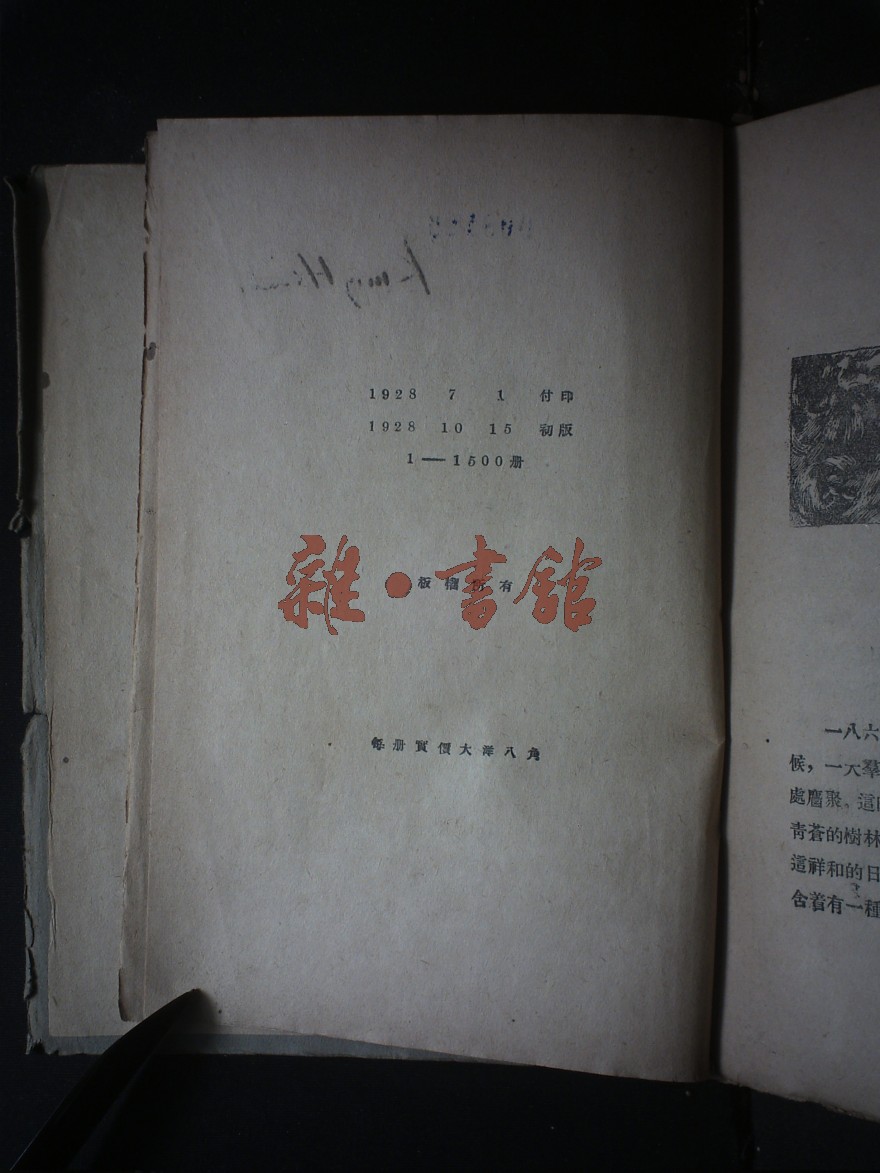 1928 7 1 付印
1928 10 15 初版
1—1500册
雜·書館
板權所有
每册實價大洋八角
一八六
候，一大羣
處麕聚。這
青蒼的樹林
這祥和的日
含着有一種